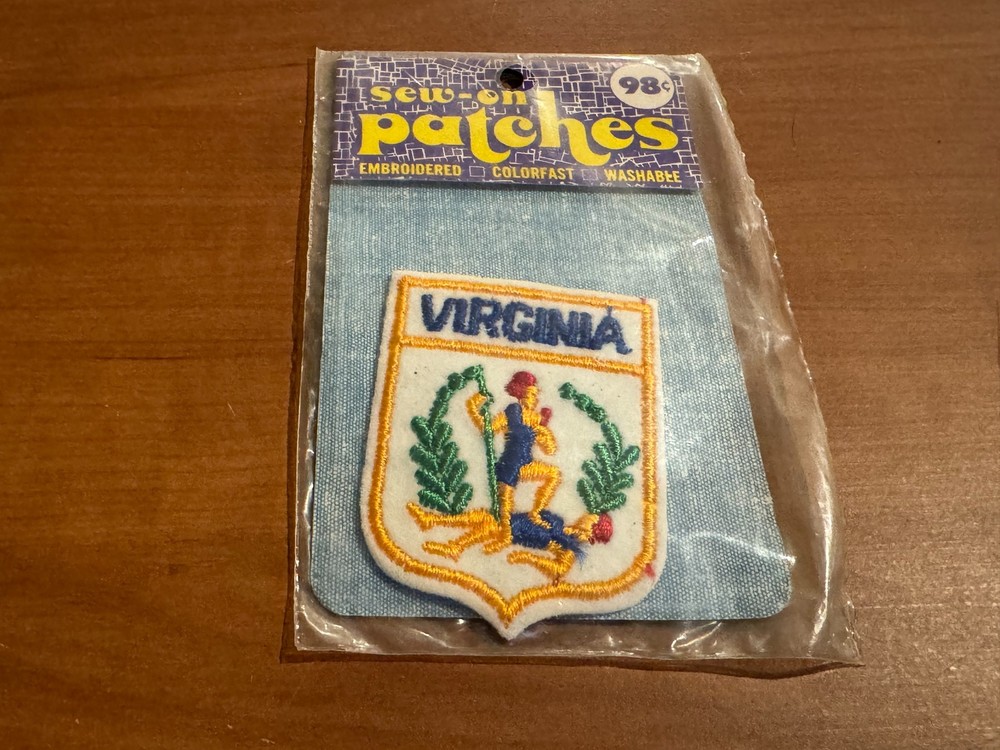 98¢
sew-on
patches
EMBROIDERED □ COLORFAST □ WASHABLE
VIRGINIA